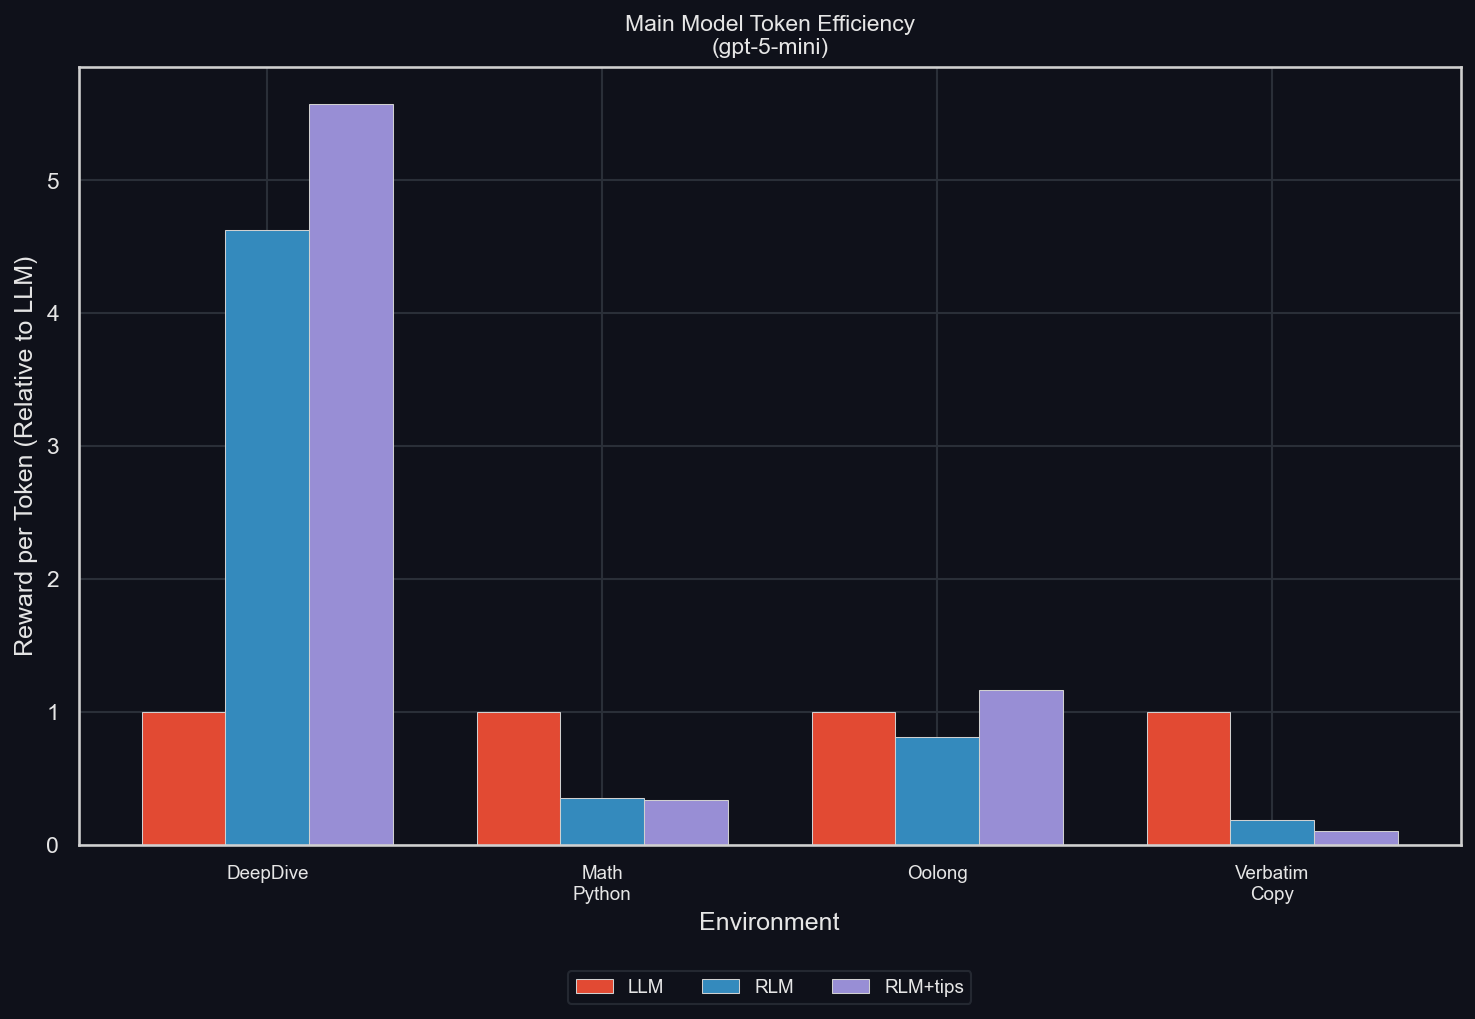 Main Model Token Efficiency
(gpt-5-mini)
Reward per Token (Relative to LLM)
5
4
3
2
1
0
DeepDive
Math
Python
Oolong
Verbatim
Copy
Environment
LLM
RLM
RLM+tips